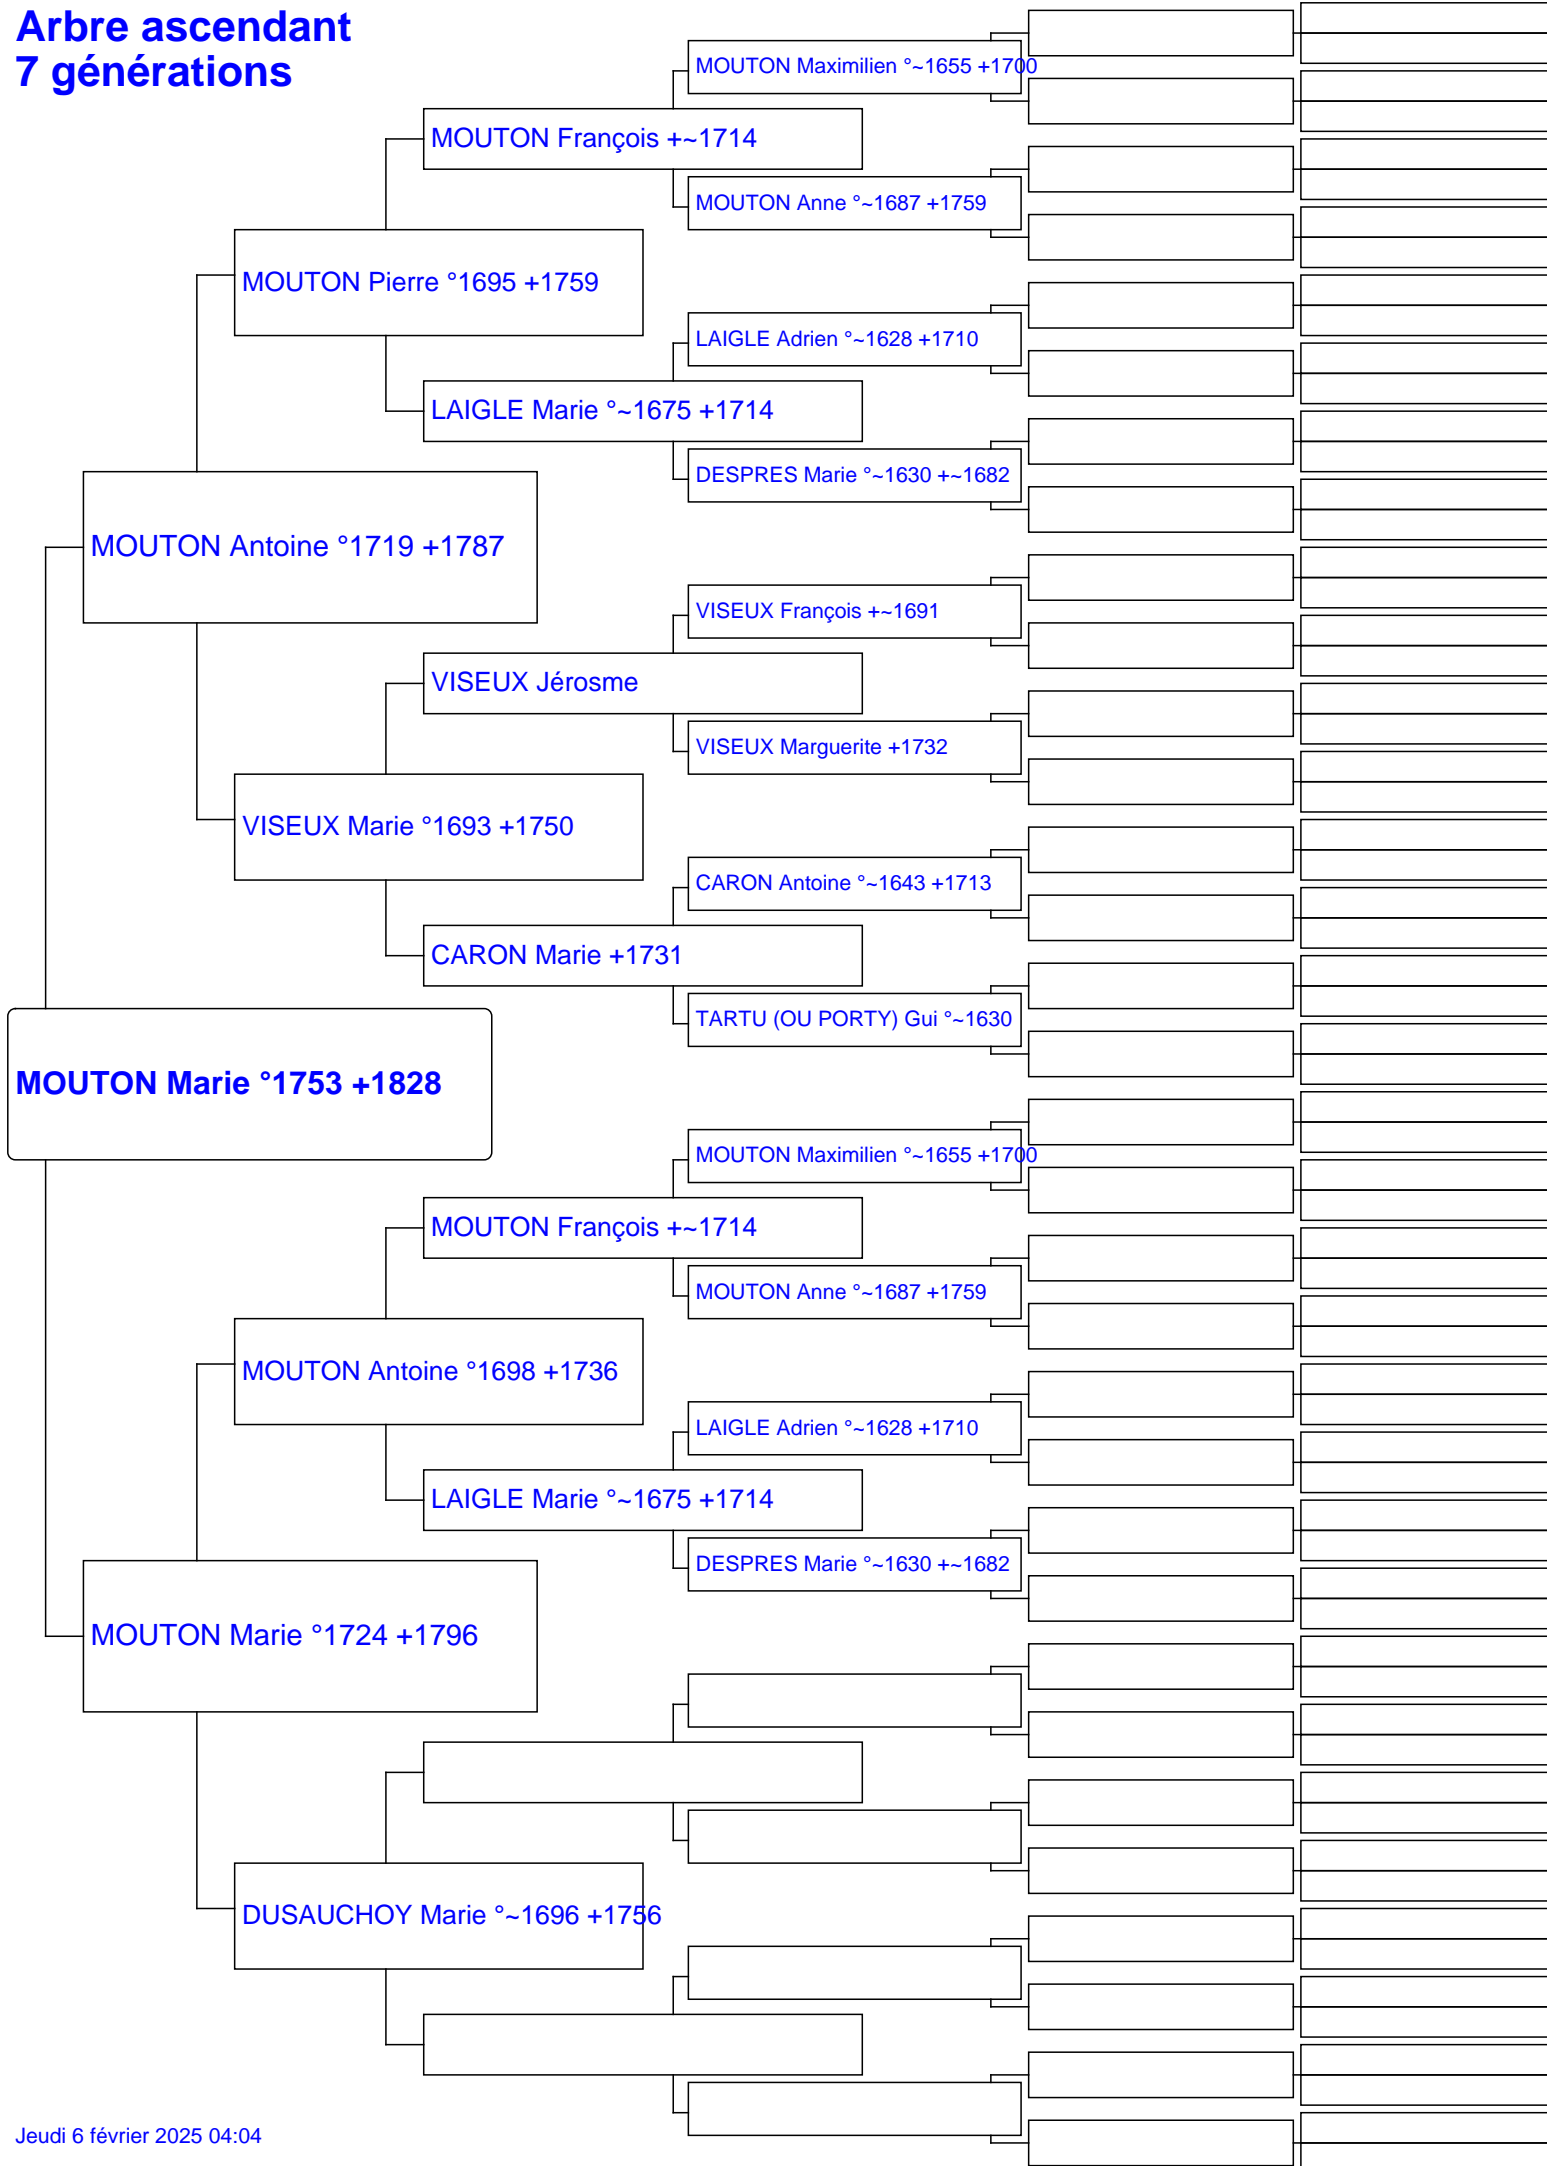 Arbre ascendant
7 générations
MOUTON Maximilien °~1655 +1700
MOUTON François +~1714
MOUTON Anne °~1687 +1759
MOUTON Pierre °1695 +1759
LAIGLE Adrien °~1628 +1710
LAIGLE Marie °~1675 +1714
DESPRES Marie °~1630 +~1682
MOUTON Antoine °1719 +1787
VISEUX François +~1691
VISEUX Jérosme
VISEUX Marguerite +1732
VISEUX Marie °1693 +1750
CARON Antoine °~1643 +1713
CARON Marie +1731
TARTU (OU PORTY) Gui °~1630
MOUTON Marie °1753 +1828
MOUTON Maximilien °~1655 +1700
MOUTON François +~1714
MOUTON Anne °~1687 +1759
MOUTON Antoine °1698 +1736
LAIGLE Adrien °~1628 +1710
LAIGLE Marie °~1675 +1714
DESPRES Marie °~1630 +~1682
MOUTON Marie °1724 +1796
DUSAUCHOY Marie °~1696 +1756
Jeudi 6 février 2025 04:04